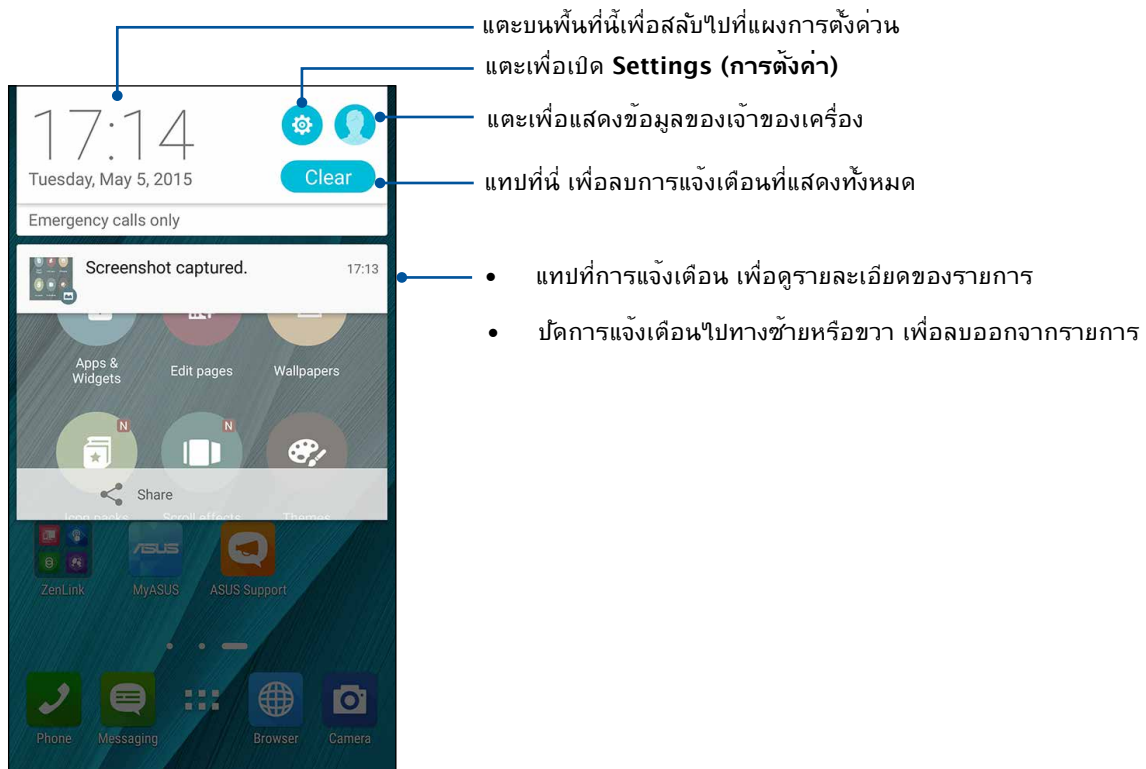 แตะบนพื้นที่นี้เพื่อสลับไปที่แผงการตั้งด่วน
แตะเพื่อเปิด Settings (การตั้งค่า)
แตะเพื่อแสดงข้อมูลของเจ้าของเครื่อง
แทปที่นี่ เพื่อลบการแจ้งเตือนที่แสดงทั้งหมด
• แทปที่การแจ้งเตือน เพื่อดูรายละเอียดของรายการ
• ปัดการแจ้งเตือนไปทางซ้ายหรือขวา เพื่อลบออกจากรายการ
17:14
Tuesday, May 5, 2015
Clear
Emergency calls only
Screenshot captured. 17:13
Apps & Widgets
Edit pages
Wallpapers
N N
Share
Icon packs Scroll effects Themes
/SUS
ZenLink MyASUS ASUS Support
Phone Messaging Browser Camera